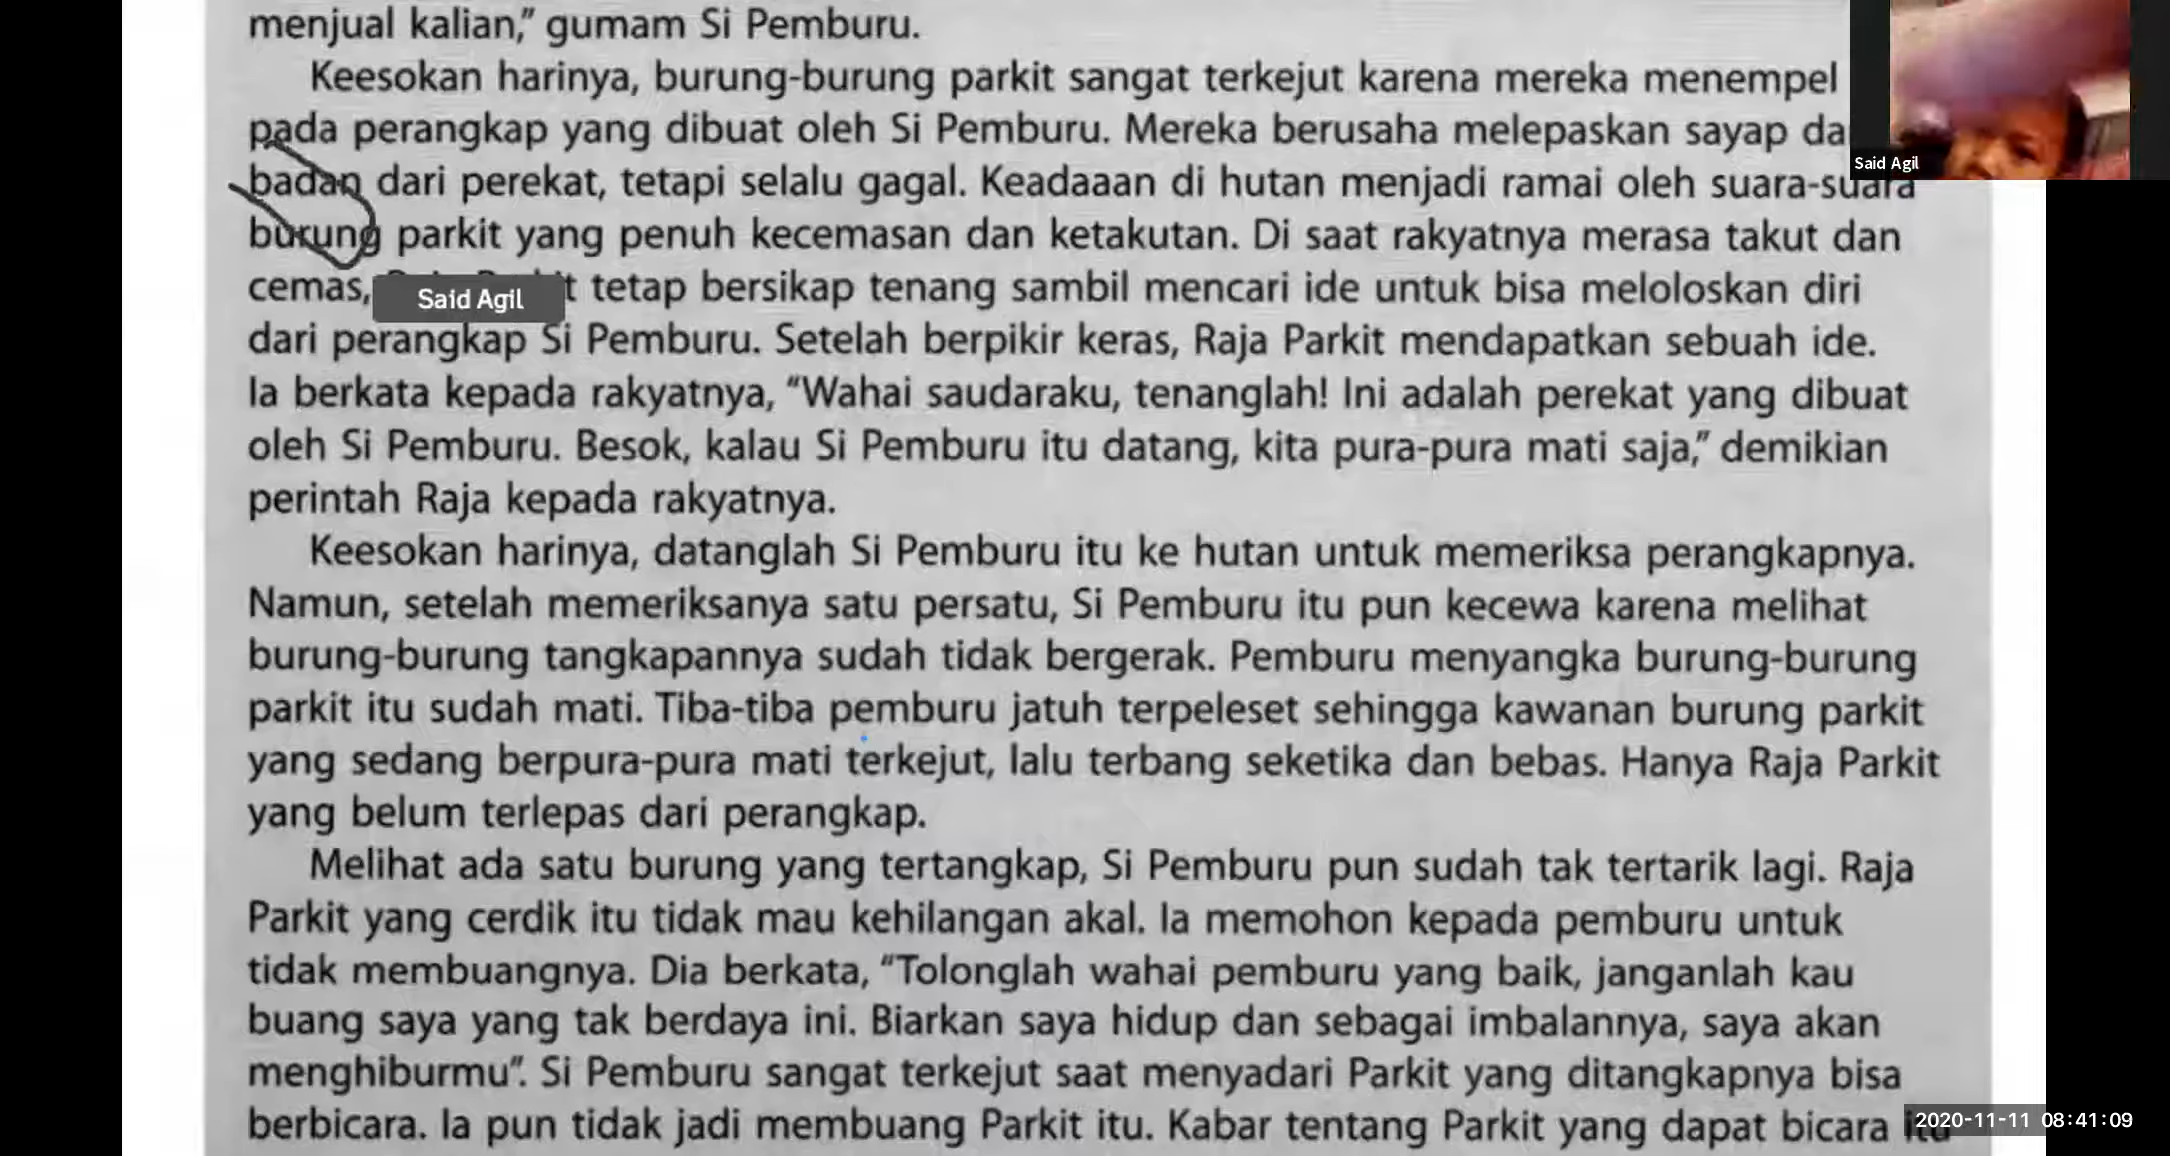 menjual kalian,” gumam Si Pemburu.
Keesokan harinya, burung-burung parkit sangat terkejut karena mereka menempel
pada perangkap yang dibuat oleh Si Pemburu. Mereka berusaha melepaskan sayap
Said Agil
badan dari perekat, tetapi selalu gagal. Keadaaan di hutan menjadi ramai oleh suara-suara
burung parkit yang penuh kecemasan dan ketakutan. Di saat rakyatnya merasa takut dan
cemas, tetap bersikap tenang sambil mencari ide untuk bisa meloloskan diri
Said Agil
dari perangkap Si Pemburu. Setelah berpikir keras, Raja Parkit mendapatkan sebuah ide.
Ia berkata kepada rakyatnya, “Wahai saudaraku, tenanglah! Ini adalah perekat yang dibuat
oleh Si Pemburu. Besok, kalau Si Pemburu itu datang, kita pura-pura mati saja,” demikian
perintah Raja kepada rakyatnya.
Keesokan harinya, datanglah Si Pemburu itu ke hutan untuk memeriksa perangkapnya.
Namun, setelah memeriksanya satu persatu, Si Pemburu itu pun kecewa karena melihat
burung-burung tangkapannya sudah tidak bergerak. Pemburu menyangka burung-burung
parkit itu sudah mati. Tiba-tiba pemburu jatuh terpeleset sehingga kawanan burung parkit
yang sedang berpura-pura mati terkejut, lalu terbang seketika dan bebas. Hanya Raja Parkit
yang belum terlepas dari perangkap.
Melihat ada satu burung yang tertangkap, Si Pemburu pun sudah tak tertarik lagi. Raja
Parkit yang cerdik itu tidak mau kehilangan akal. Ia memohon kepada pemburu untuk
tidak membuangnya. Dia berkata, “Tolonglah wahai pemburu yang baik, janganlah kau
buang saya yang tak berdaya ini. Biarkan saya hidup dan sebagai imbalannya, saya akan
menghiburmu”. Si Pemburu sangat terkejut saat menyadari Parkit yang ditangkapnya bisa
berbicara. Ia pun tidak jadi membuang Parkit itu. Kabar tentang Parkit yang dapat bicara itu
2020-11-11 08:41:09